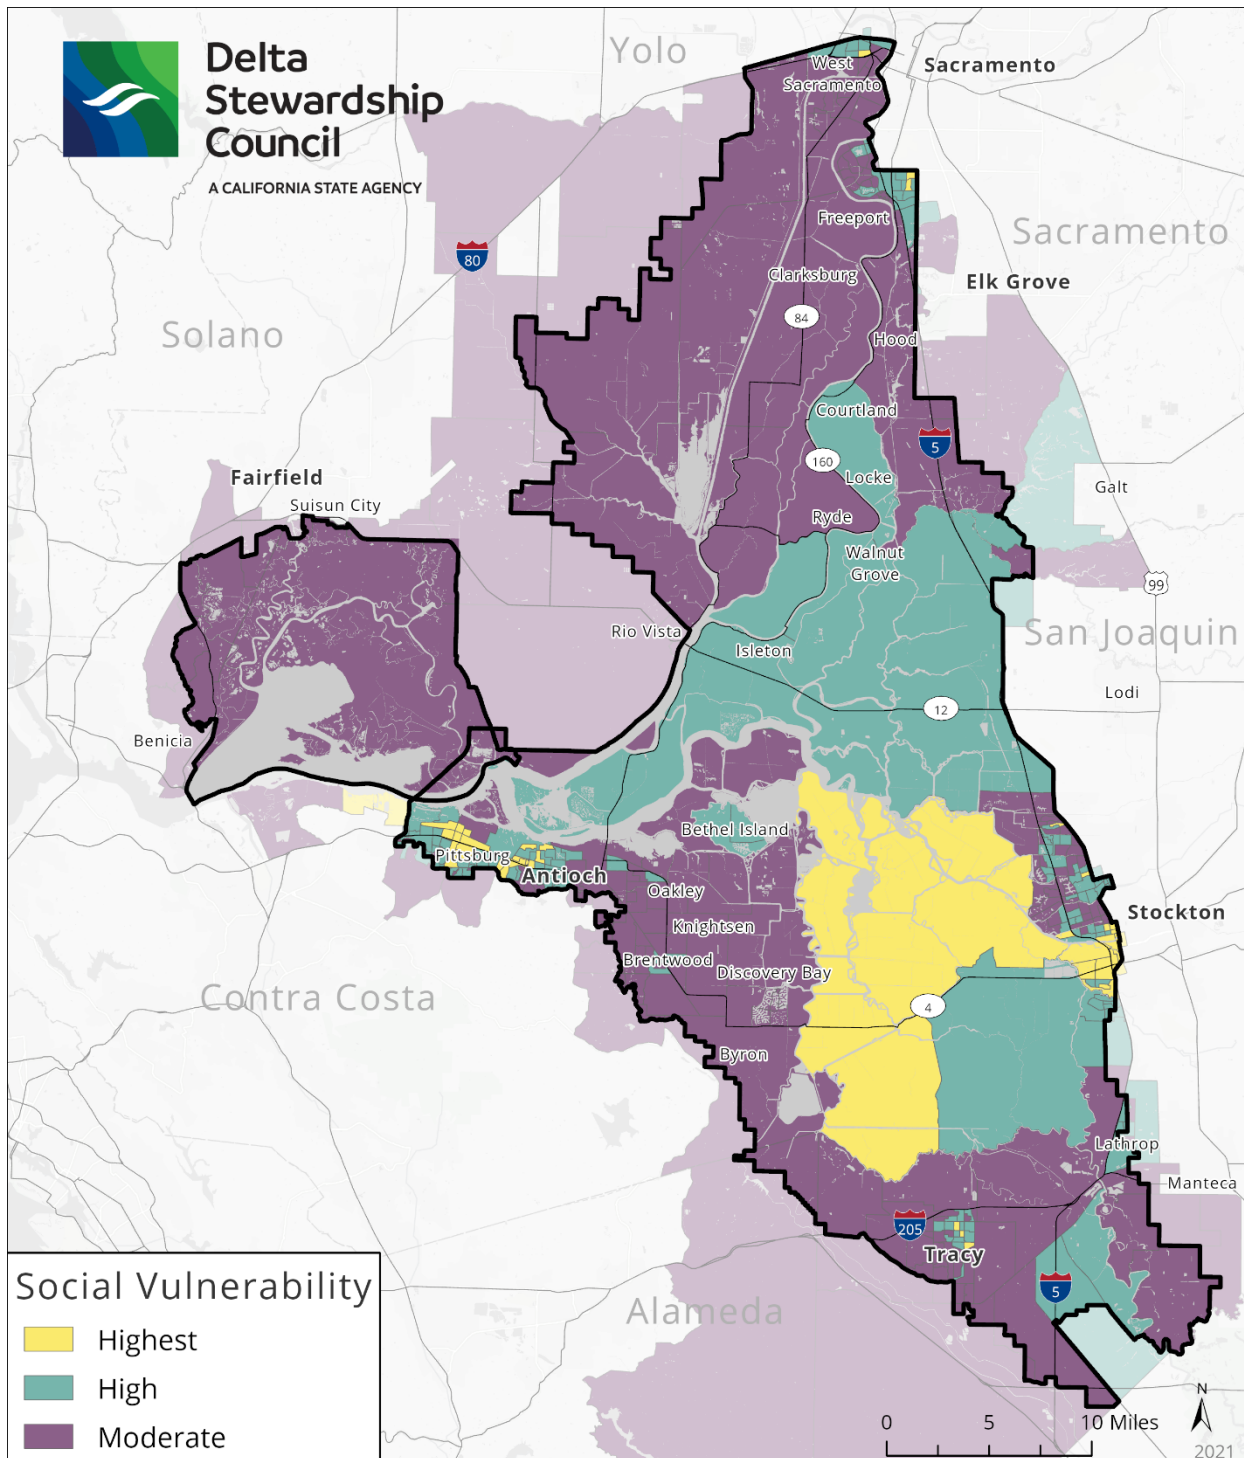 Delta
Stewardship
Council
A CALIFORNIA STATE AGENCY
Yolo
West
Sacramento
Sacramento
Freeport
Sacramento
80
Clarksburg
Elk Grove
84
Solano
Hood
Courtland
5
160
Fairfield
Locke
Suisun City
Galt
Ryde
Walnut
Grove
99
Rio Vista
San Joaquin
Isleton
Lodi
12
Benicia
Bethel Island
Pittsburg
Antioch
Oakley
Stockton
Knightsen
Brentwood
Discovery Bay
Contra Costa
4
Byron
Lathrop
Manteca
205
Tracy
5
Alameda
Social Vulnerability
Highest
High
Moderate
N
0 5 10 Miles
2021